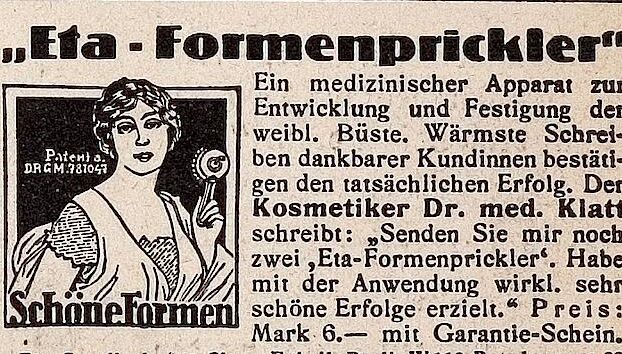 „Eta-Formenprickler“
Patent a.
D.R.G.M. 781047
Schöne Formen
Ein medizinischer Apparat zur
Entwicklung und Festigung der
weibl. Büste. Wärmste Schrei-
ben dankbarer Kundinnen bestäti-
gen den tatsächlichen Erfolg. Der
Kosmetiker Dr. med. Klatt
schreibt: „Senden Sie mir noch
zwei ‚Eta-Formenprickler‘. Habe
mit der Anwendung wirkl. sehr
schöne Erfolge erzielt.“ Preis:
Mark 6.— mit Garantie-Schein.